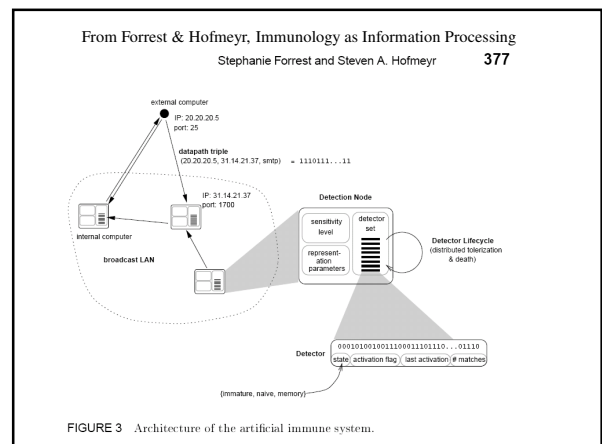 From Forrest & Hofmeyr, Immunology as Information Processing
Stephanie Forrest and Steven A. Hofmeyr 377
external computer
IP: 20.20.20.5
port: 25
datapath triple
(20.20.20.5, 31.14.21.37, smtp) = 1110111...11
IP: 31.14.21.37
port: 1700
internal computer
broadcast LAN
Detection Node
sensitivity
level
detector
set
represent-
ation
parameters
Detector Lifecycle
(distributed tolerization
& death)
Detector
0001010010011100011101110...01110
state activation flag last activation # matches
{immature, naive, memory}
FIGURE 3 Architecture of the artificial immune system.